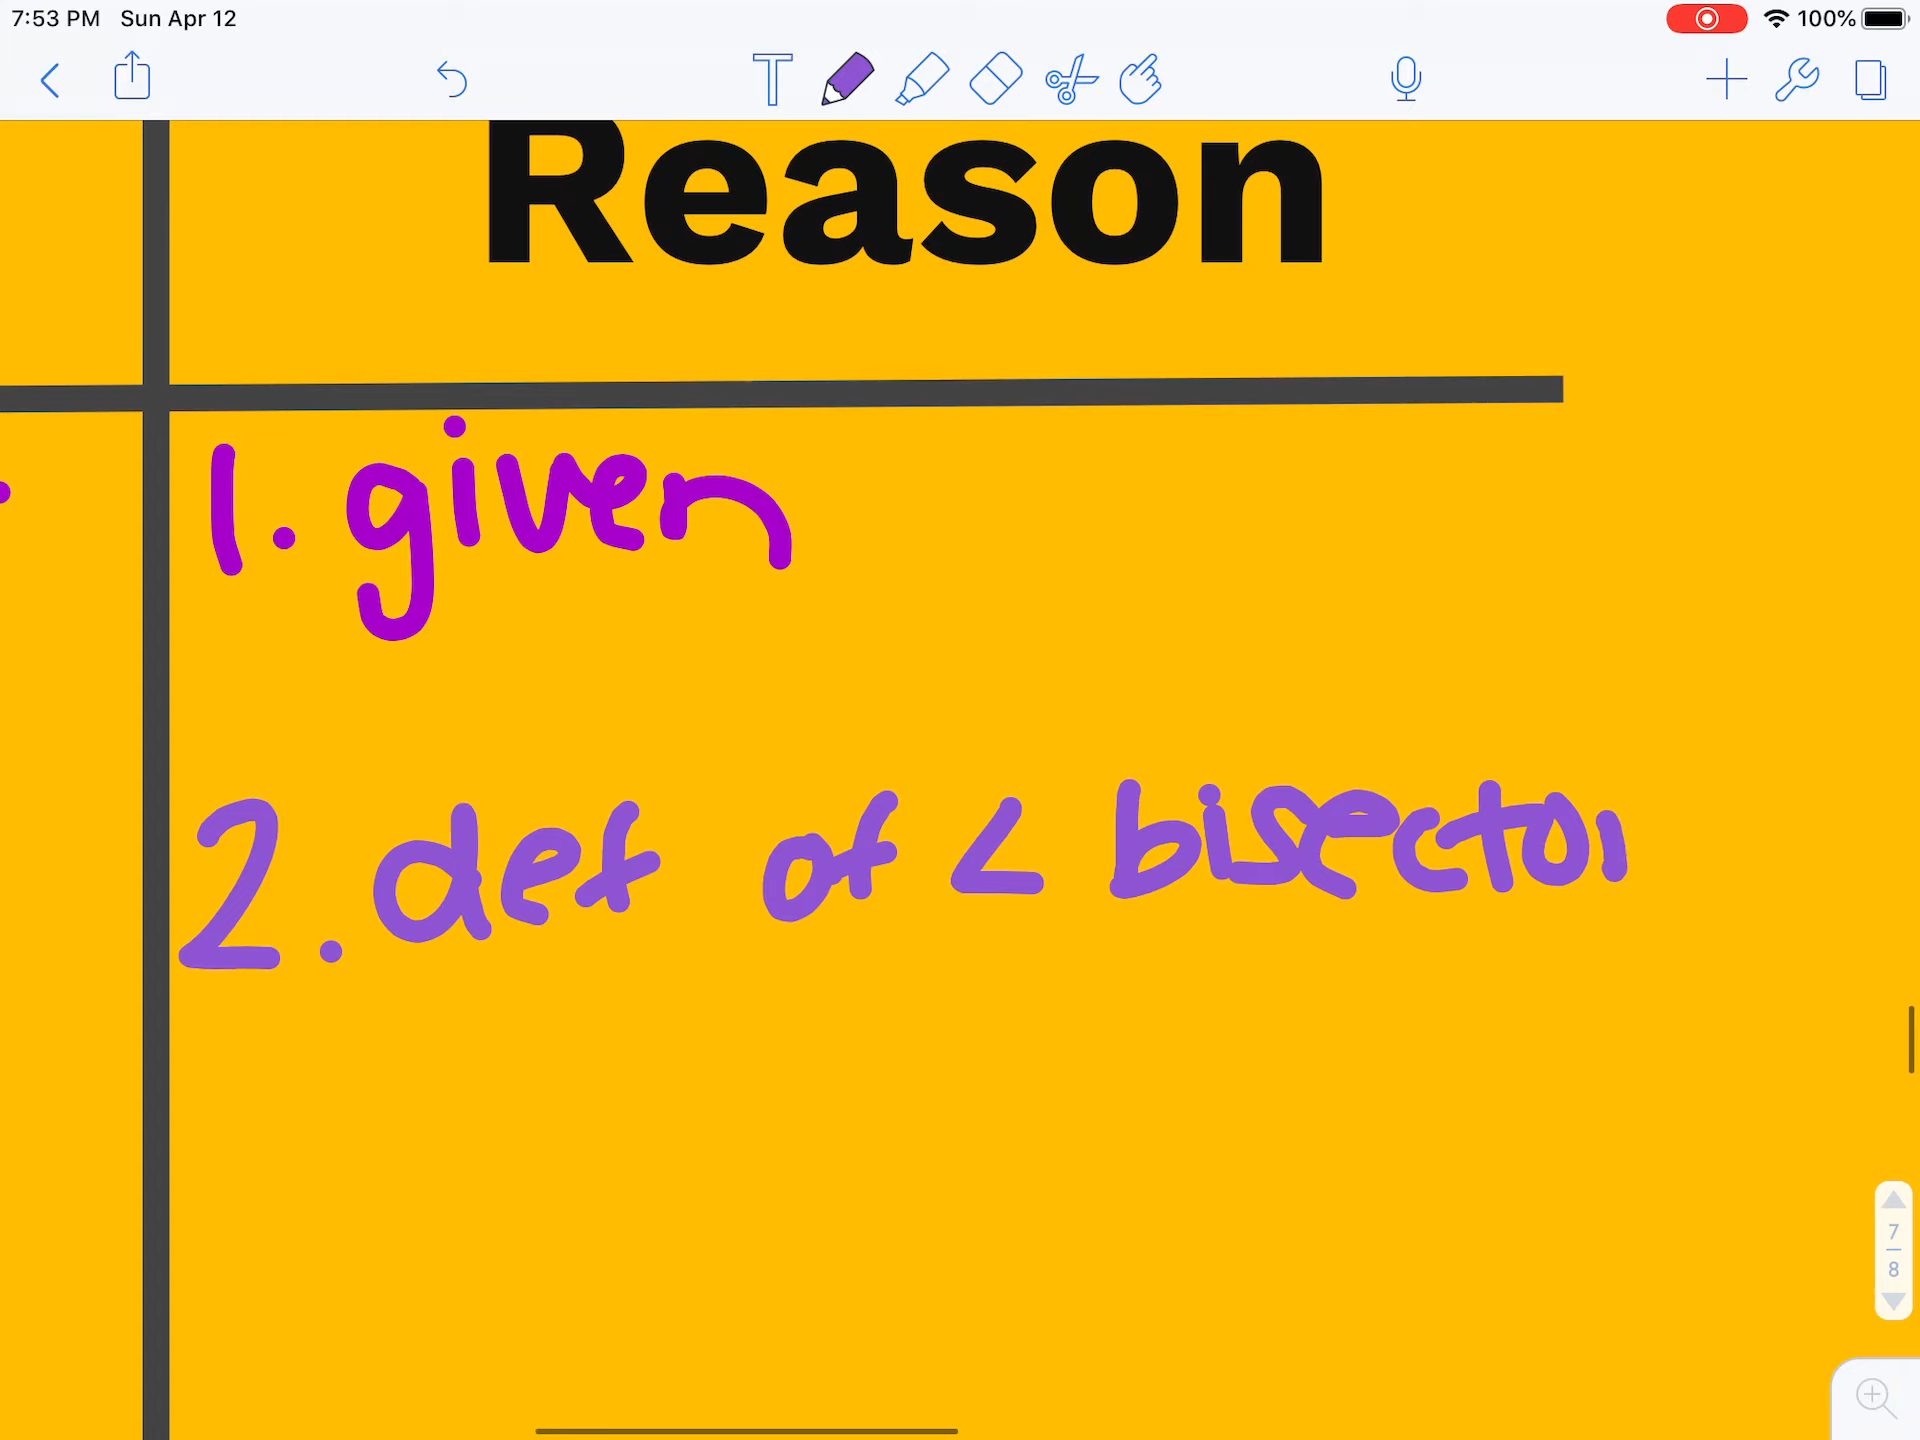 7:53 PM Sun Apr 12 100%
T
Reason
1. given
2. def of ∠ bisector
7
8